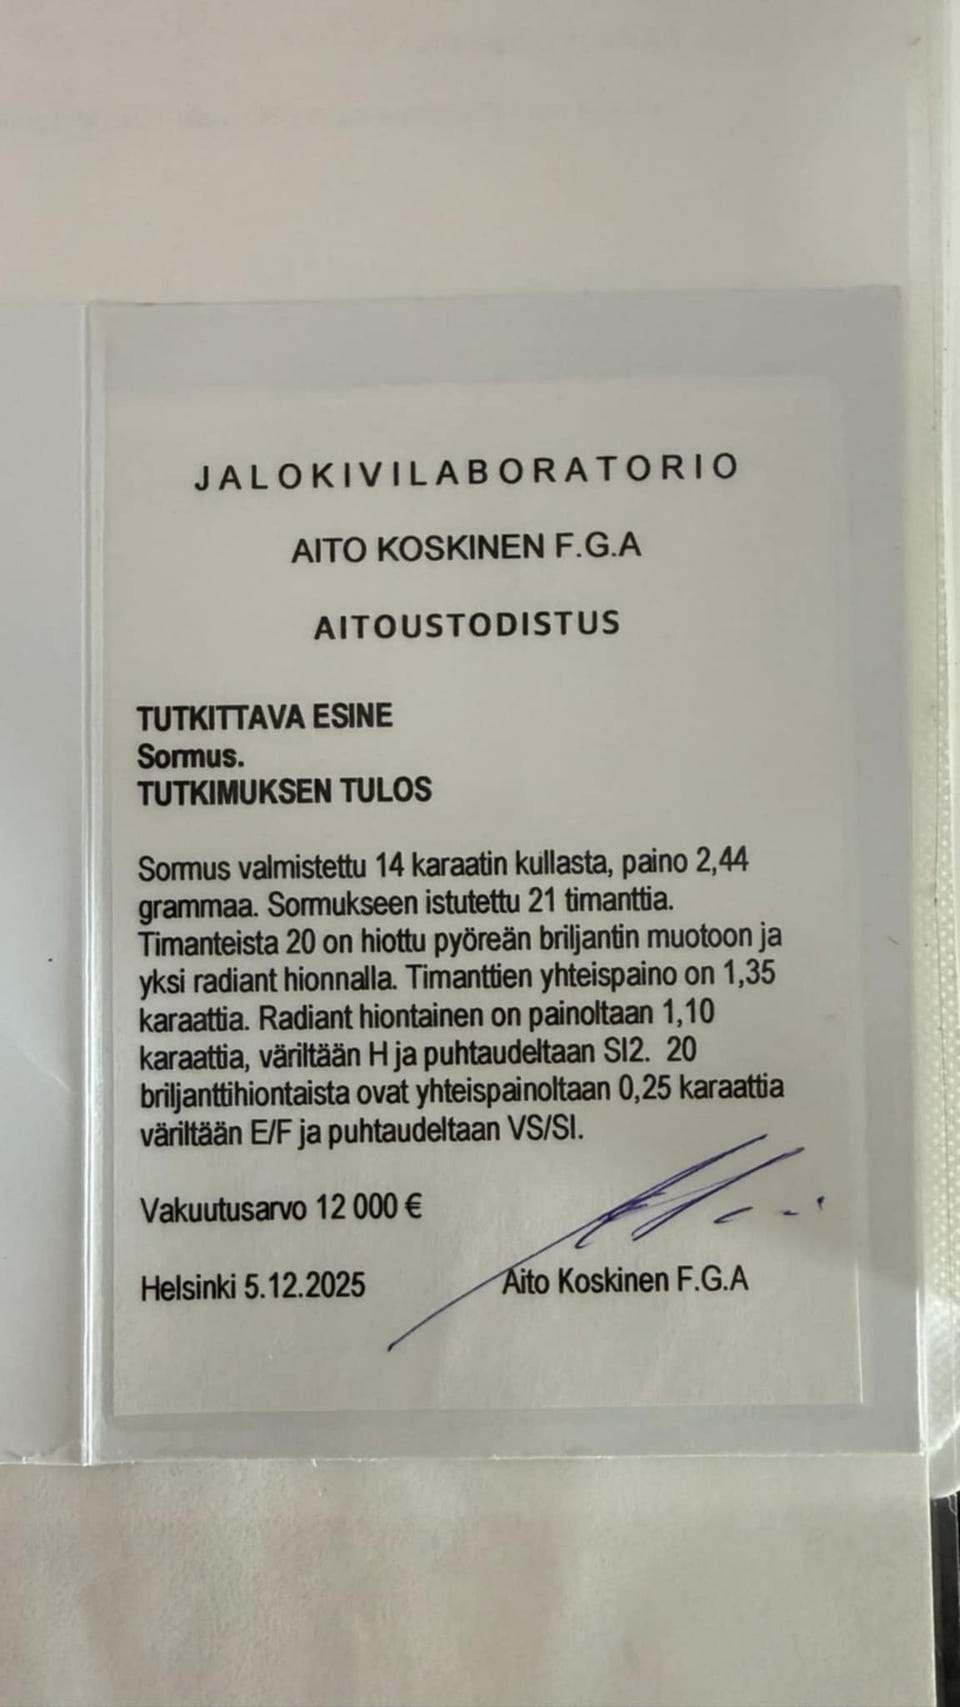 JALOKIVILABORATORIO
AITO KOSKINEN F.G.A
AITOUSTODISTUS
TUTKITTAVA ESINE
Sormus.
TUTKIMUKSEN TULOS
Sormus valmistettu 14 karaatin kullasta, paino 2,44
grammaa. Sormukseen istutettu 21 timanttia.
Timanteista 20 on hiottu pyöreän briljantin muotoon ja
yksi radiant hionnalla. Timanttien yhteispaino on 1,35
karaattia. Radiant hiontainen on painoltaan 1,10
karaattia, väriltään H ja puhtaudeltaan SI2.  20
briljanttihiontaista ovat yhteispainoltaan 0,25 karaattia
väriltään E/F ja puhtaudeltaan VS/SI.
Vakuutusarvo 12 000 €
Helsinki 5.12.2025
Aito Koskinen F.G.A